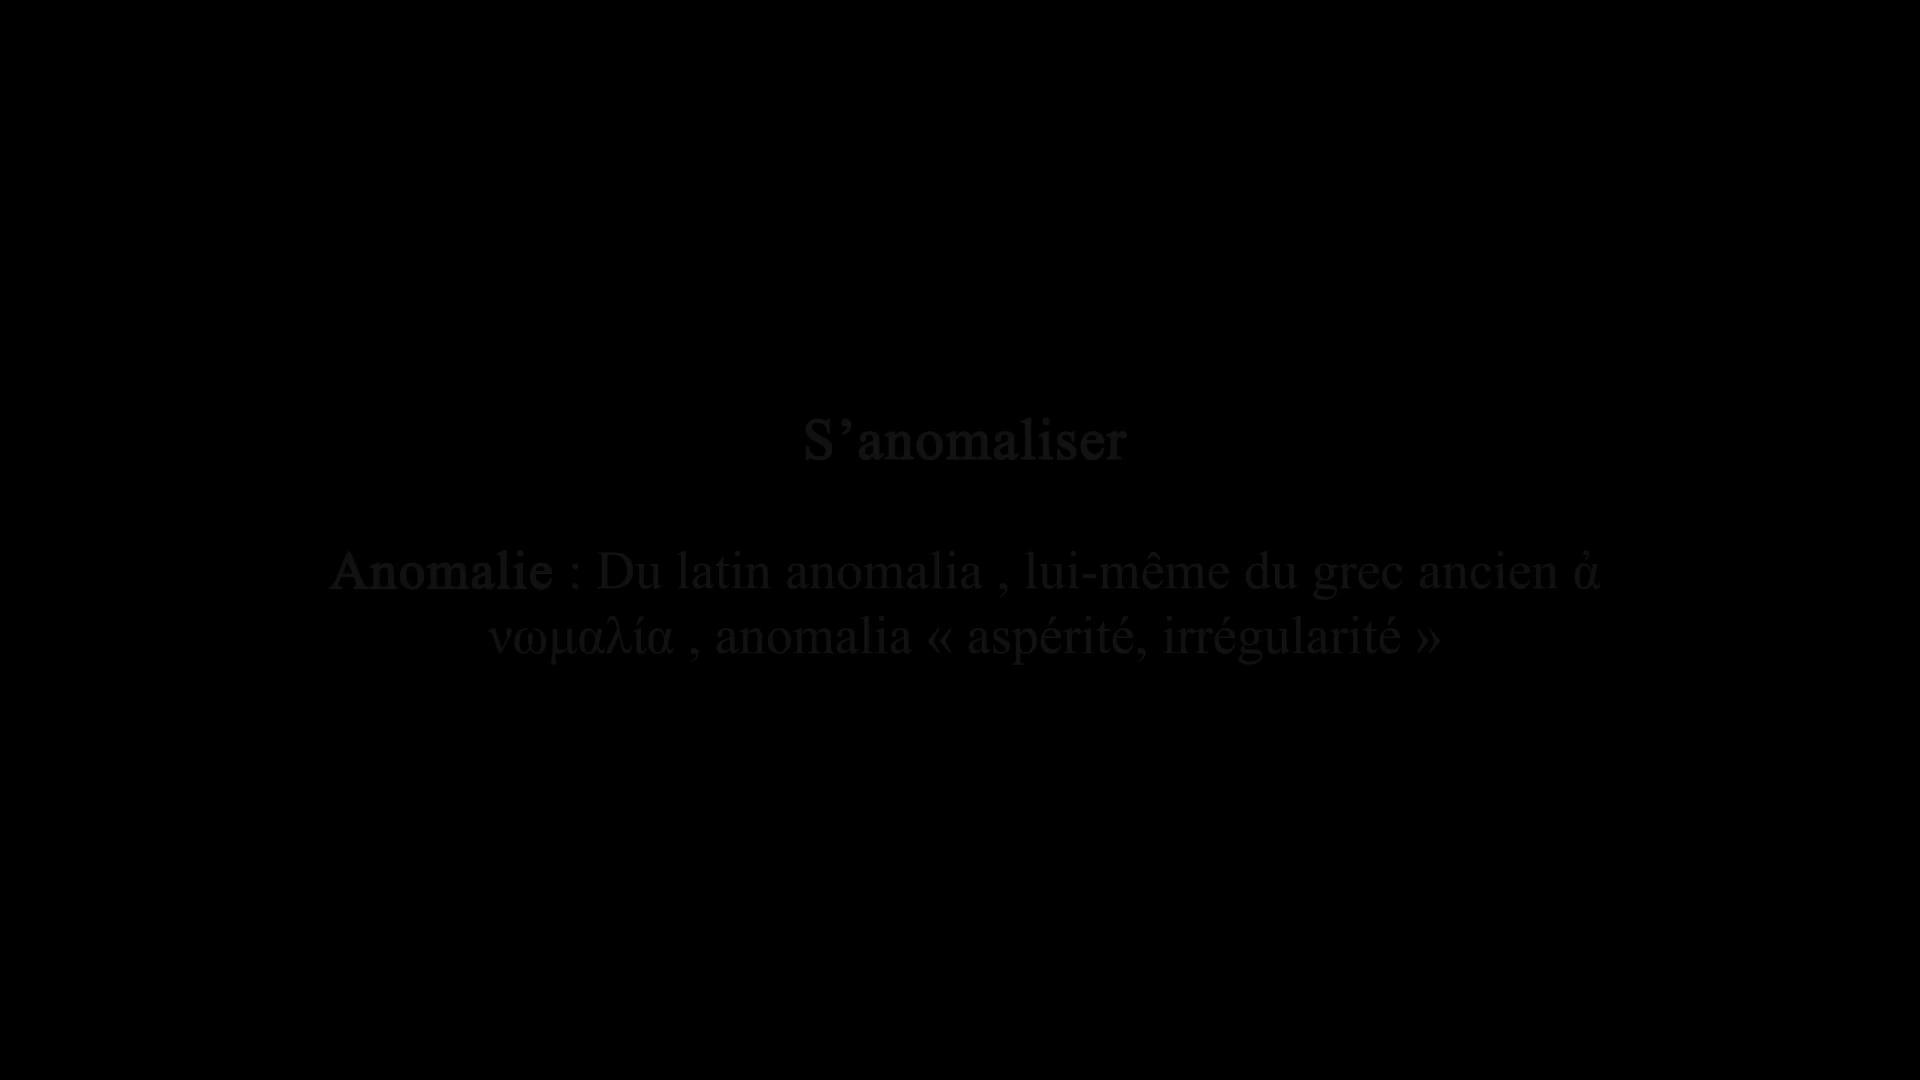 S’anomaliser
Anomalie : Du latin anomalia , lui-même du grec ancien ἀ
νωμαλία , anomalia « aspérité, irrégularité »